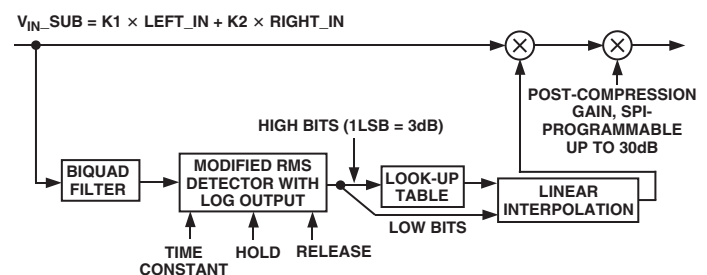 VIN_SUB = K1 × LEFT_IN + K2 × RIGHT_IN
×
×
POST-COMPRESSION
GAIN, SPI-
PROGRAMMABLE
UP TO 30dB
HIGH BITS (1LSB = 3dB)
BIQUAD
FILTER
MODIFIED RMS
DETECTOR WITH
LOG OUTPUT
LOOK-UP
TABLE
LINEAR
INTERPOLATION
LOW BITS
TIME
CONSTANT
HOLD
RELEASE